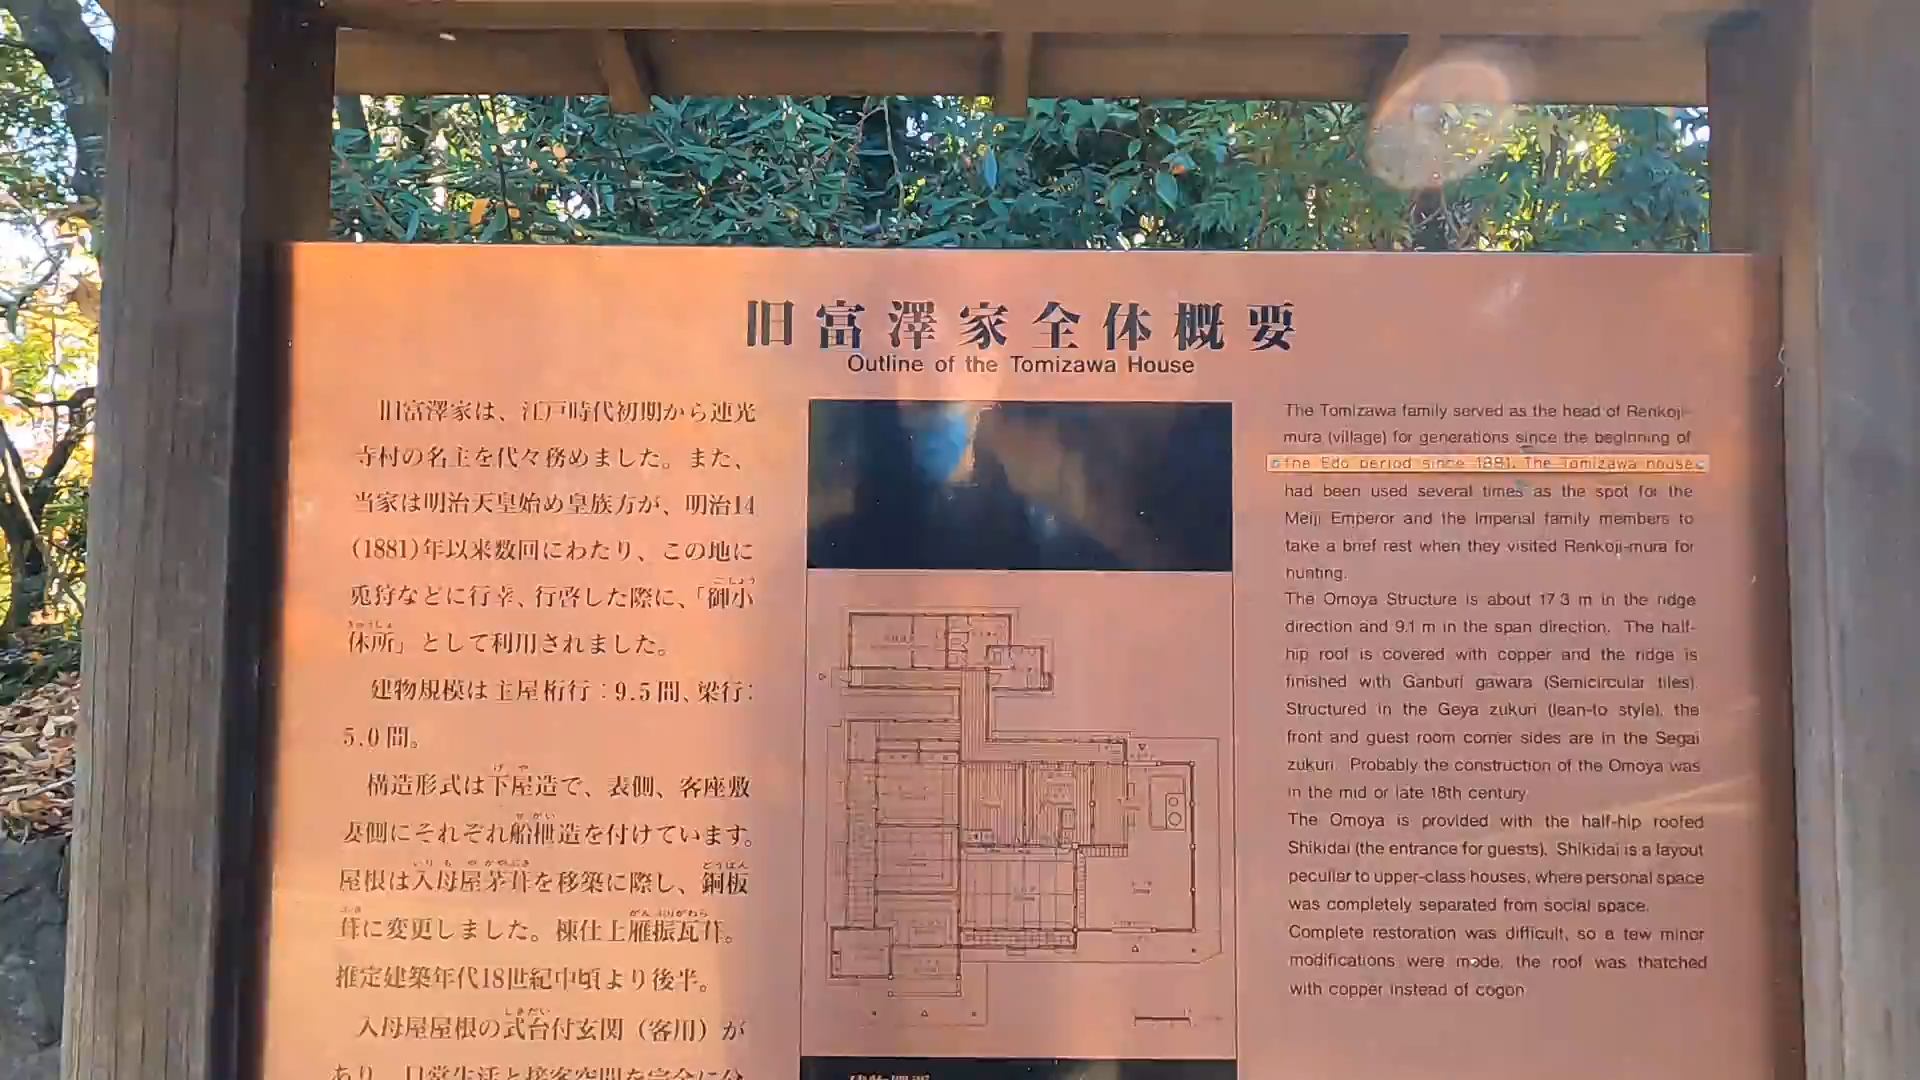 旧富澤家全体概要
Outline of the Tomizawa House
旧富澤家は、江戸時代初期から連光
寺村の名主を代々務めました。また、
当家は明治天皇始め皇族方が、明治14
(1881)年以来数回にわたり、この地に
兎狩などに行幸、行啓した際に、「御小
休所」として利用されました。
建物規模は主屋桁行：9.5間、梁行：
5.0間。
構造形式は下屋造で、表側、客座敷
妻側にそれぞれ船枻造を付けています。
屋根は入母屋茅葺を移築に際し、銅板
葺に変更しました。棟仕上雁振瓦葺。
推定建築年代18世紀中頃より後半。
入母屋屋根の式台付玄関（客用）が
あり、日常生活と接客空間を完全に分
The Tomizawa family served as the head of Renkoji-
mura (village) for generations since the beginning of
the Edo period since 1881. The Tomizawa house
had been used several times as the spot for the
Meiji Emperor and the Imperial family members to
take a brief rest when they visited Renkoji-mura for
hunting.
The Omoya Structure is about 17.3 m in the ridge
direction and 9.1 m in the span direction. The half-
hip roof is covered with copper and the ridge is
finished with Ganburi gawara (Semicircular tiles).
Structured in the Geya zukuri (lean-to style), the
front and guest room corner sides are in the Segai
zukuri. Probably the construction of the Omoya was
in the mid or late 18th century.
The Omoya is provided with the half-hip roofed
Shikidai (the entrance for guests). Shikidai is a layout
peculiar to upper-class houses, where personal space
was completely separated from social space.
Complete restoration was difficult, so a few minor
modifications were made, the roof was thatched
with copper instead of cogon